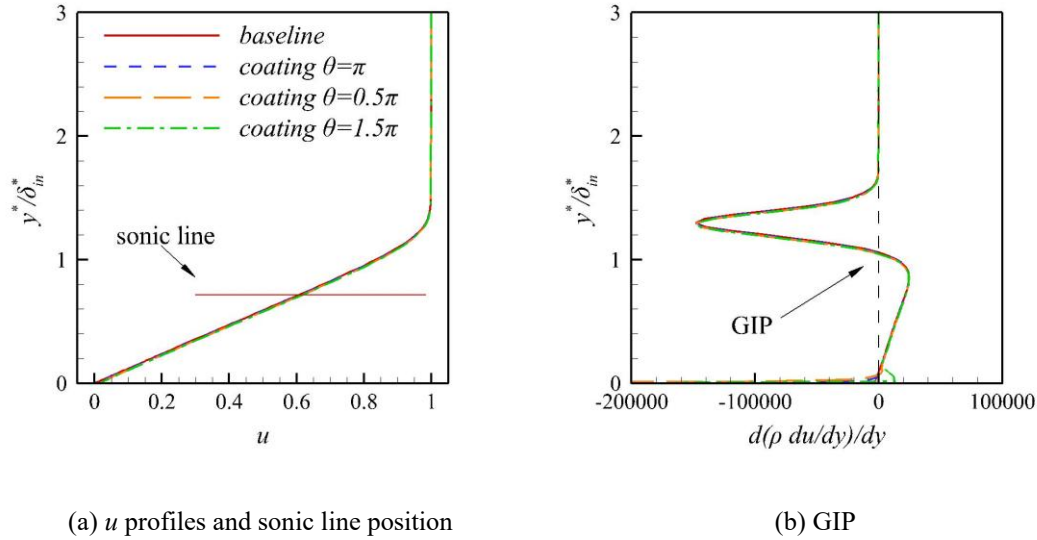 3
baseline
coating θ=π
coating θ=0.5π
coating θ=1.5π
2
y*/δ*in
sonic line
1
0
0 0.2 0.4 0.6 0.8 1
u
3
2
y*/δ*in
1
GIP
0
-200000 -100000 0 100000
d(ρ du/dy)/dy
(a) u profiles and sonic line position
(b) GIP